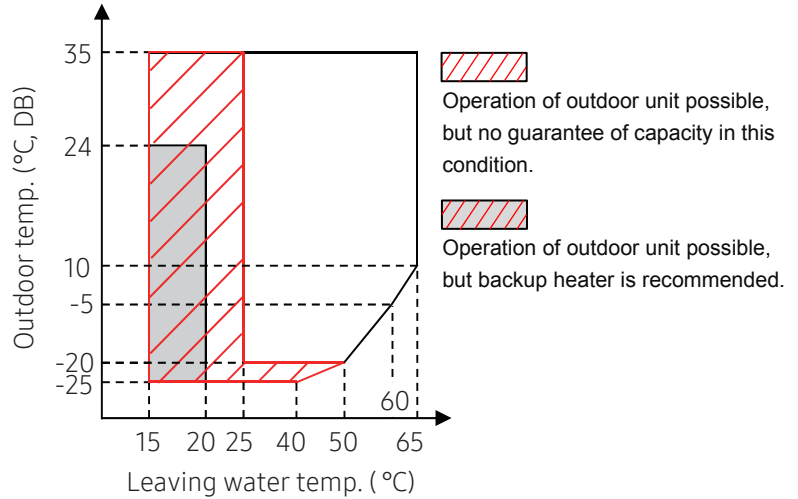 Outdoor temp. (°C, DB)
35
24
10
-5
-20
-25
60
15 20 25 40 50 65
Leaving water temp. (°C)
Operation of outdoor unit possible,
but no guarantee of capacity in this
condition.
Operation of outdoor unit possible,
but backup heater is recommended.